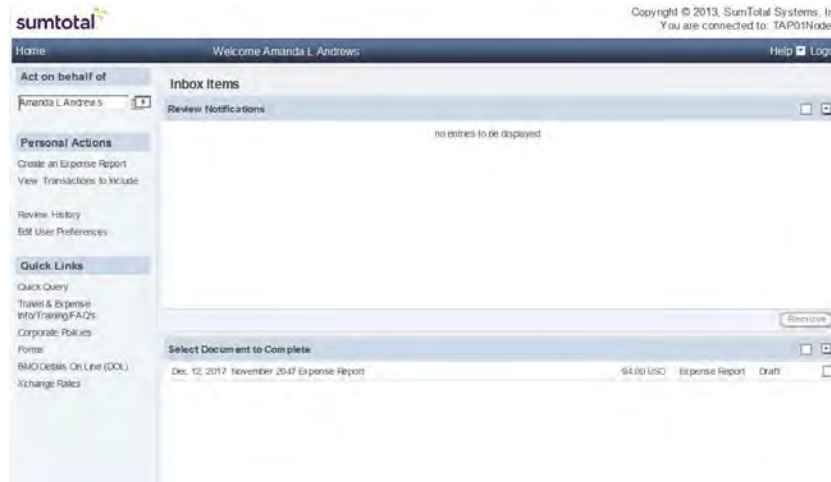 sumtotal
Copyright © 2013, SumTotal Systems, In
You are connected to: TAP01Node
Home
Welcome Amanda L Andrews
Help Logo
Act on behalf of
Amanda L Andrews
Personal Actions
Create an Expense Report
View Transactions to Include
Review History
Edit User Preferences
Quick Links
Quick Query
Travel & Expense
Info/Training/FAQ's
Corporate Policies
Forms
BMO Details On Line (DOL)
Xchange Rates
Inbox Items
Review Notifications
no entries to be displayed
Remove
Select Document to Complete
Dec. 12, 2017 November 2047 Expense Report 94.00 USD Expense Report Draft